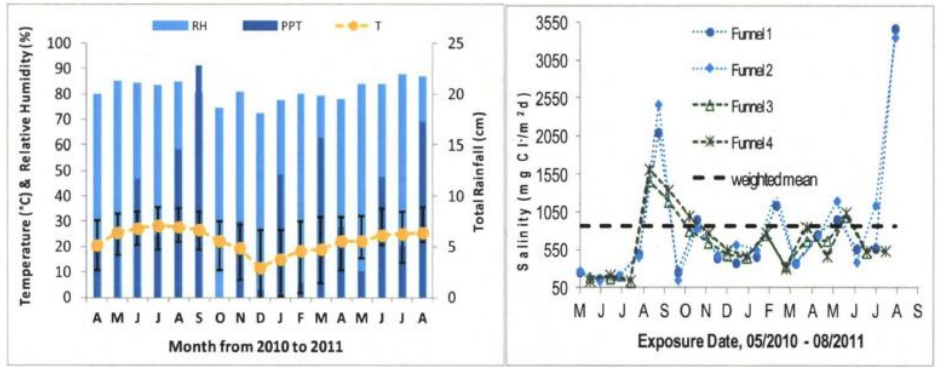 RH PPT T
100
90
80
70
60
50
40
30
20
10
0
Temperature (°C) & Relative Humidity (%)
25
20
15
10
5
0
Total Rainfall (cm)
A M J J A S O N D J F M A M J J A
Month from 2010 to 2011
3550
3050
2550
2050
1550
1050
550
50
Salinity (mg Cl⁻/m²d)
Funnel 1
Funnel 2
Funnel 3
Funnel 4
weighted mean
M J J A S O N D J F M A M J J A S
Exposure Date, 05/2010 - 08/2011